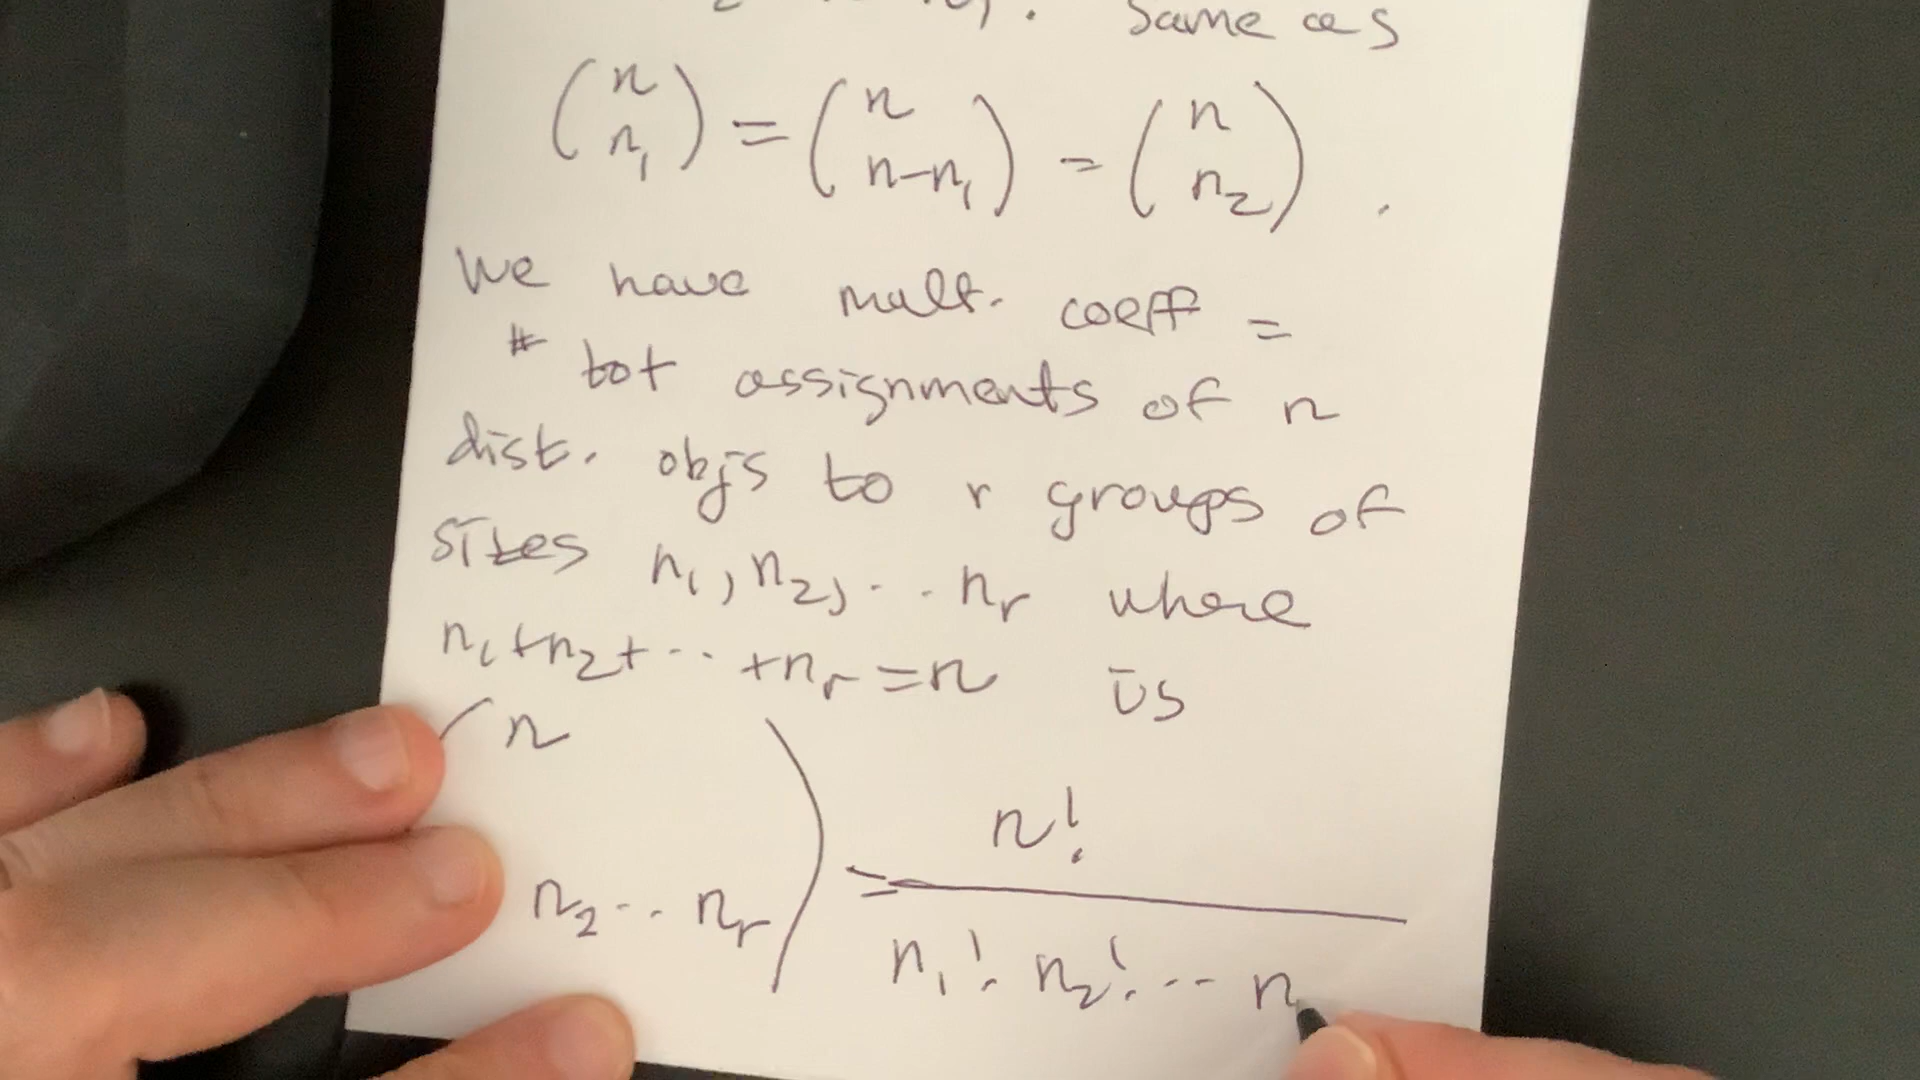 Same as
(n n₁) = (n n-n₁) = (n n₂) .
We have mult. coeff =
# tot assignments of n
dist. objs to r groups of
sizes n₁, n₂, .. nᵣ where
n₁+n₂+ ... +nᵣ = n is
(n n₂ ... nᵣ) = n! / n₁! n₂! ... n